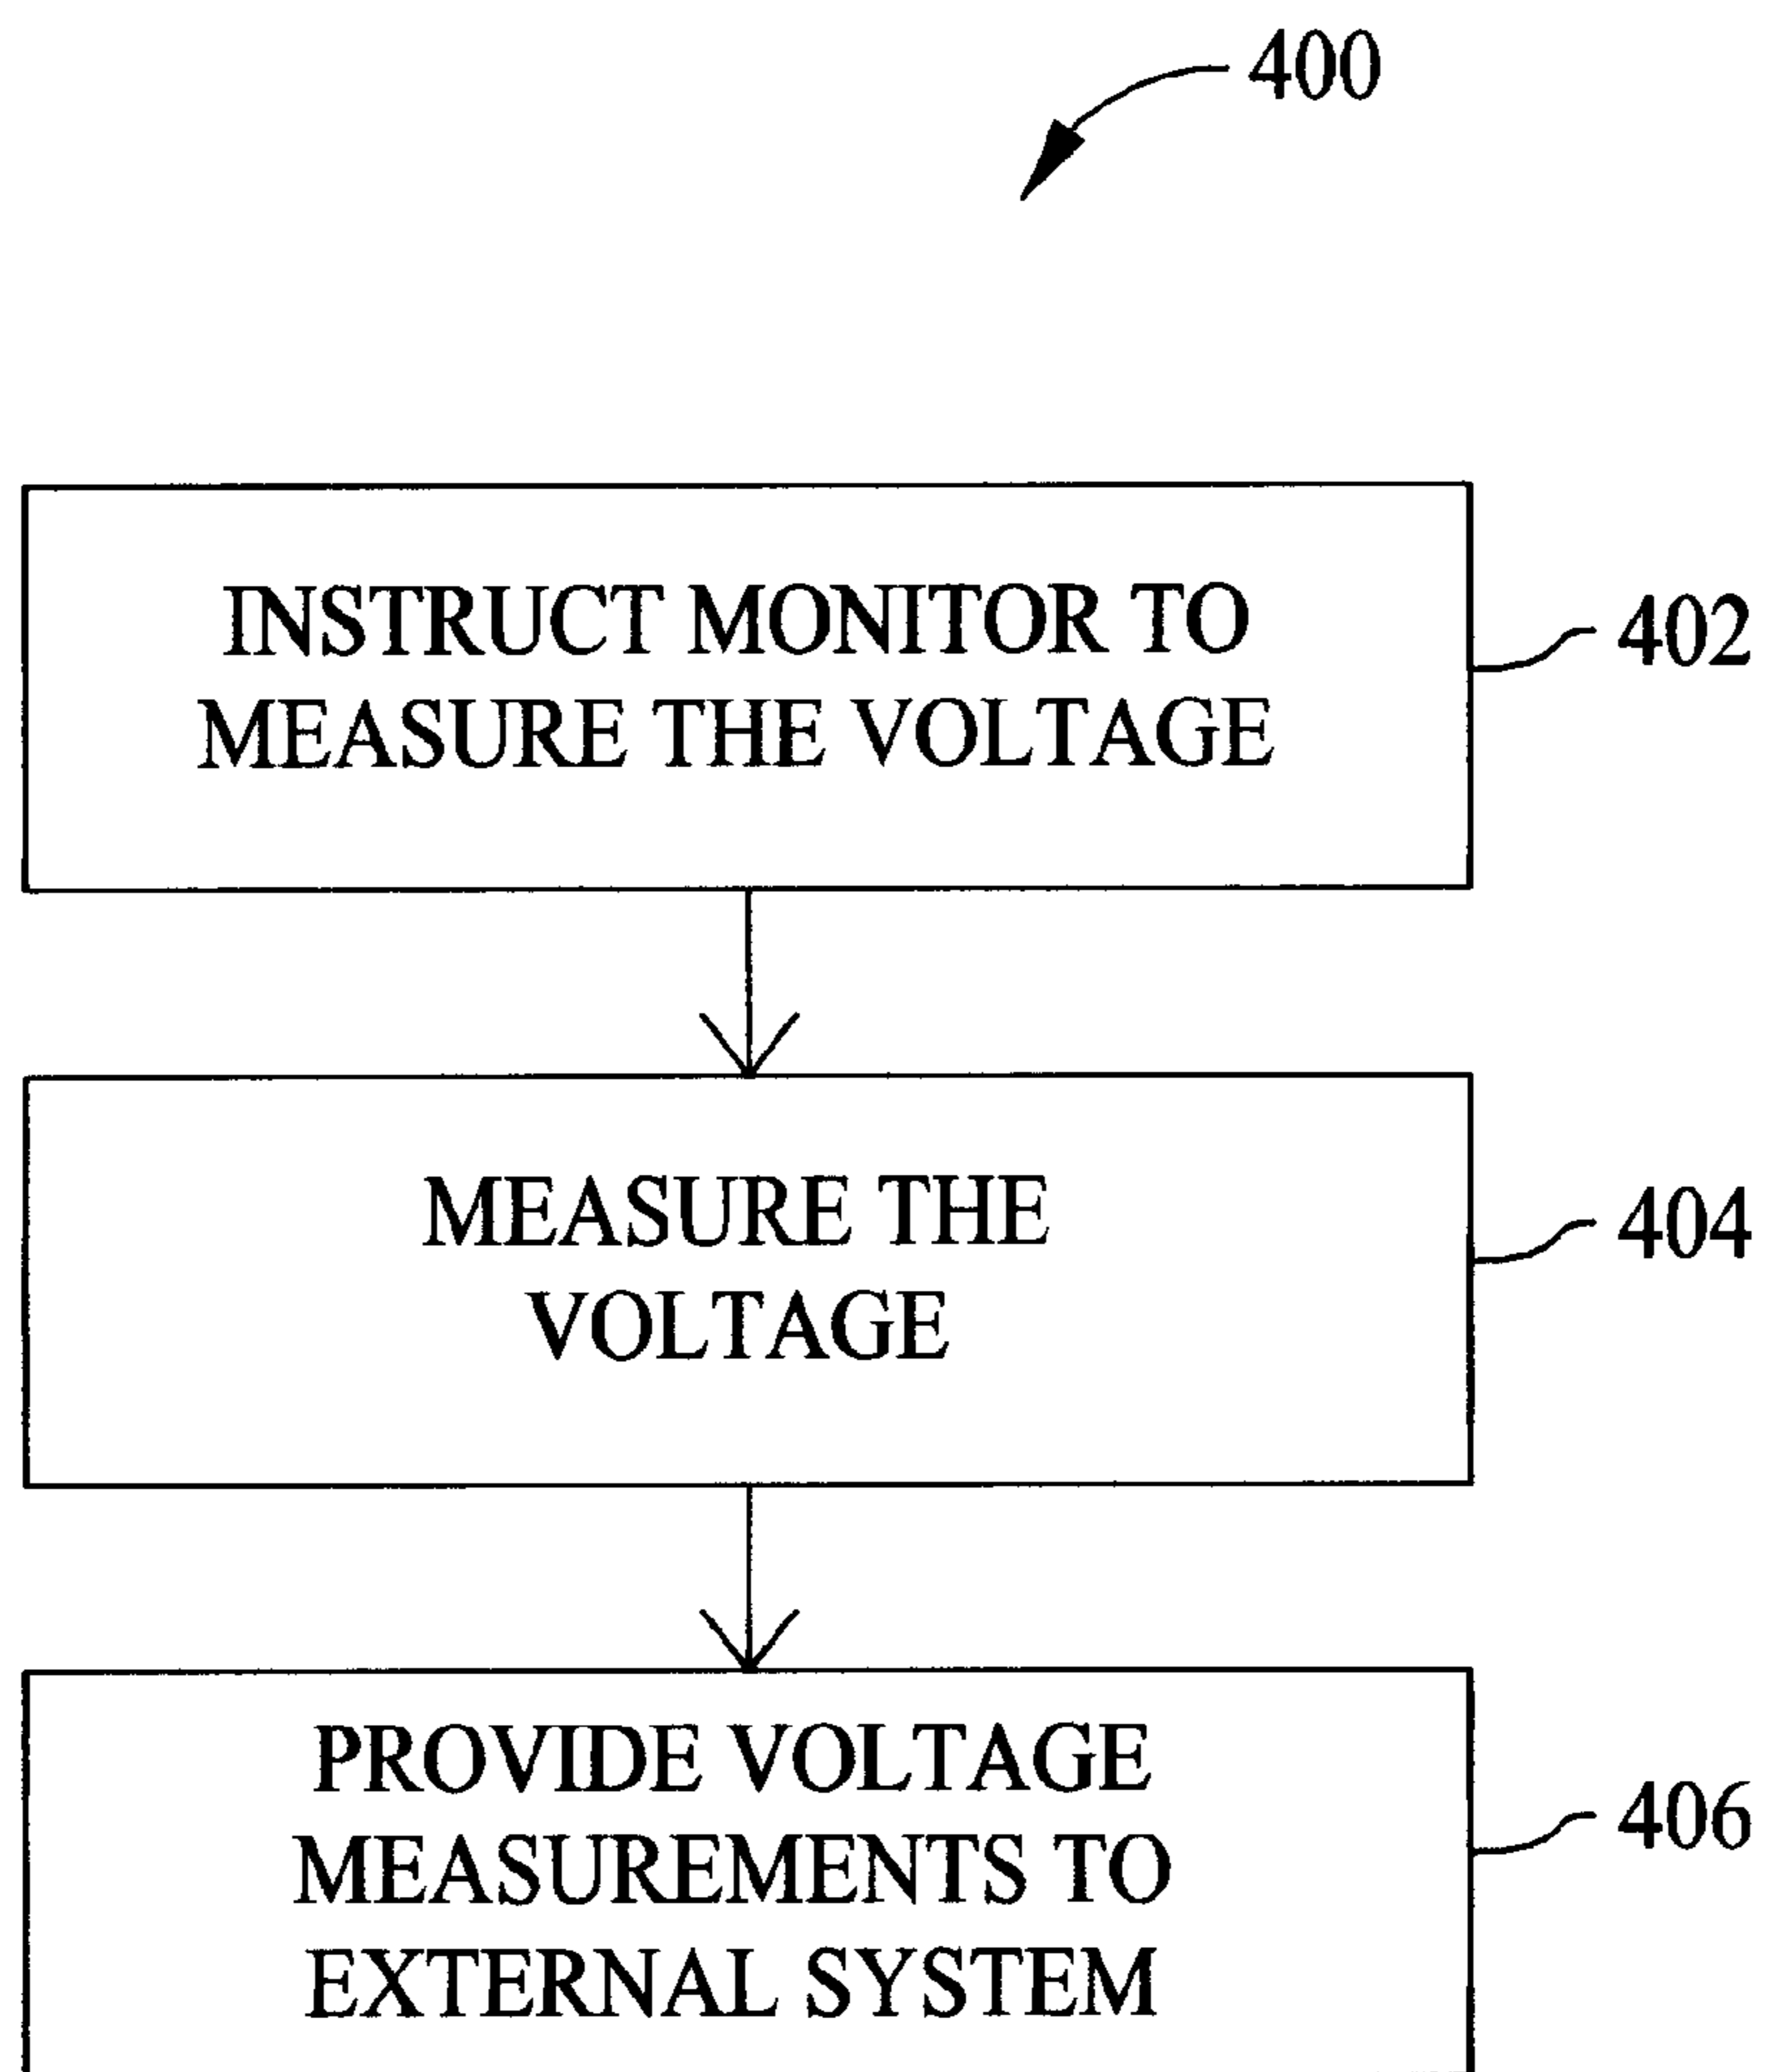 400
INSTRUCT MONITOR TO
MEASURE THE VOLTAGE
402
MEASURE THE
VOLTAGE
404
PROVIDE VOLTAGE
MEASUREMENTS TO
EXTERNAL SYSTEM
406